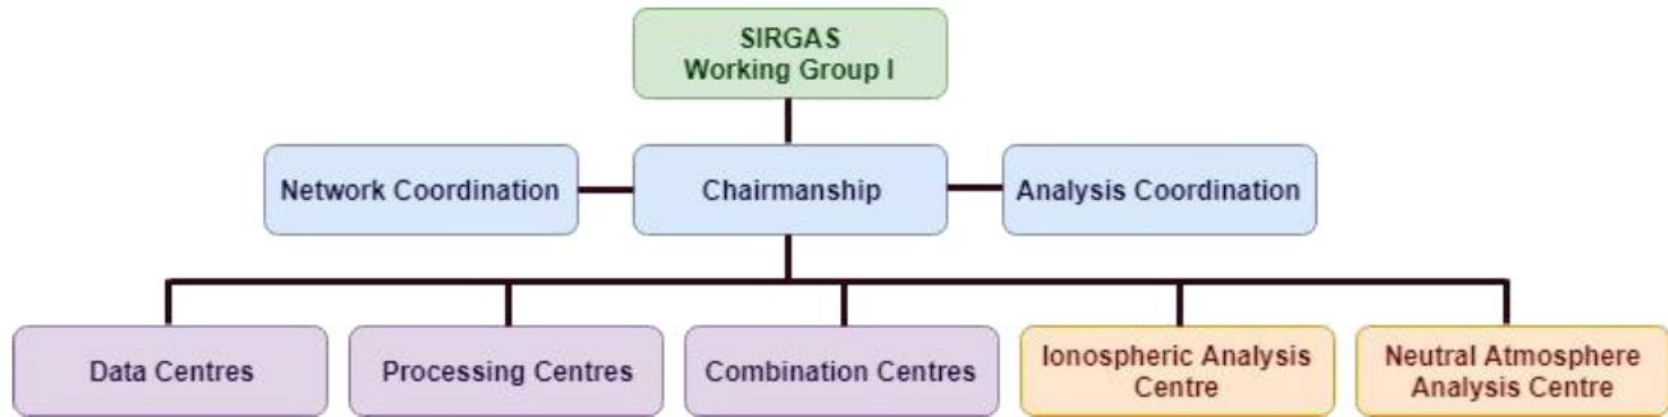 SIRGAS
Working Group I
Network Coordination
Chairmanship
Analysis Coordination
Data Centres
Processing Centres
Combination Centres
Ionospheric Analysis
Centre
Neutral Atmosphere
Analysis Centre